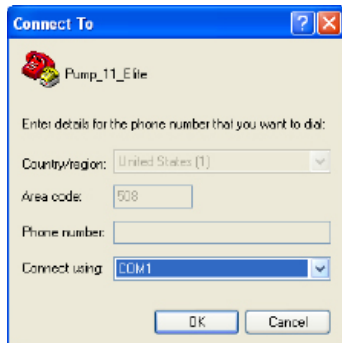 Connect To
Pump_11_Elite
Enter details for the phone number that you want to dial:
Country/region: United States (1)
Area code: 508
Phone number:
Connect using: COM1
OK Cancel